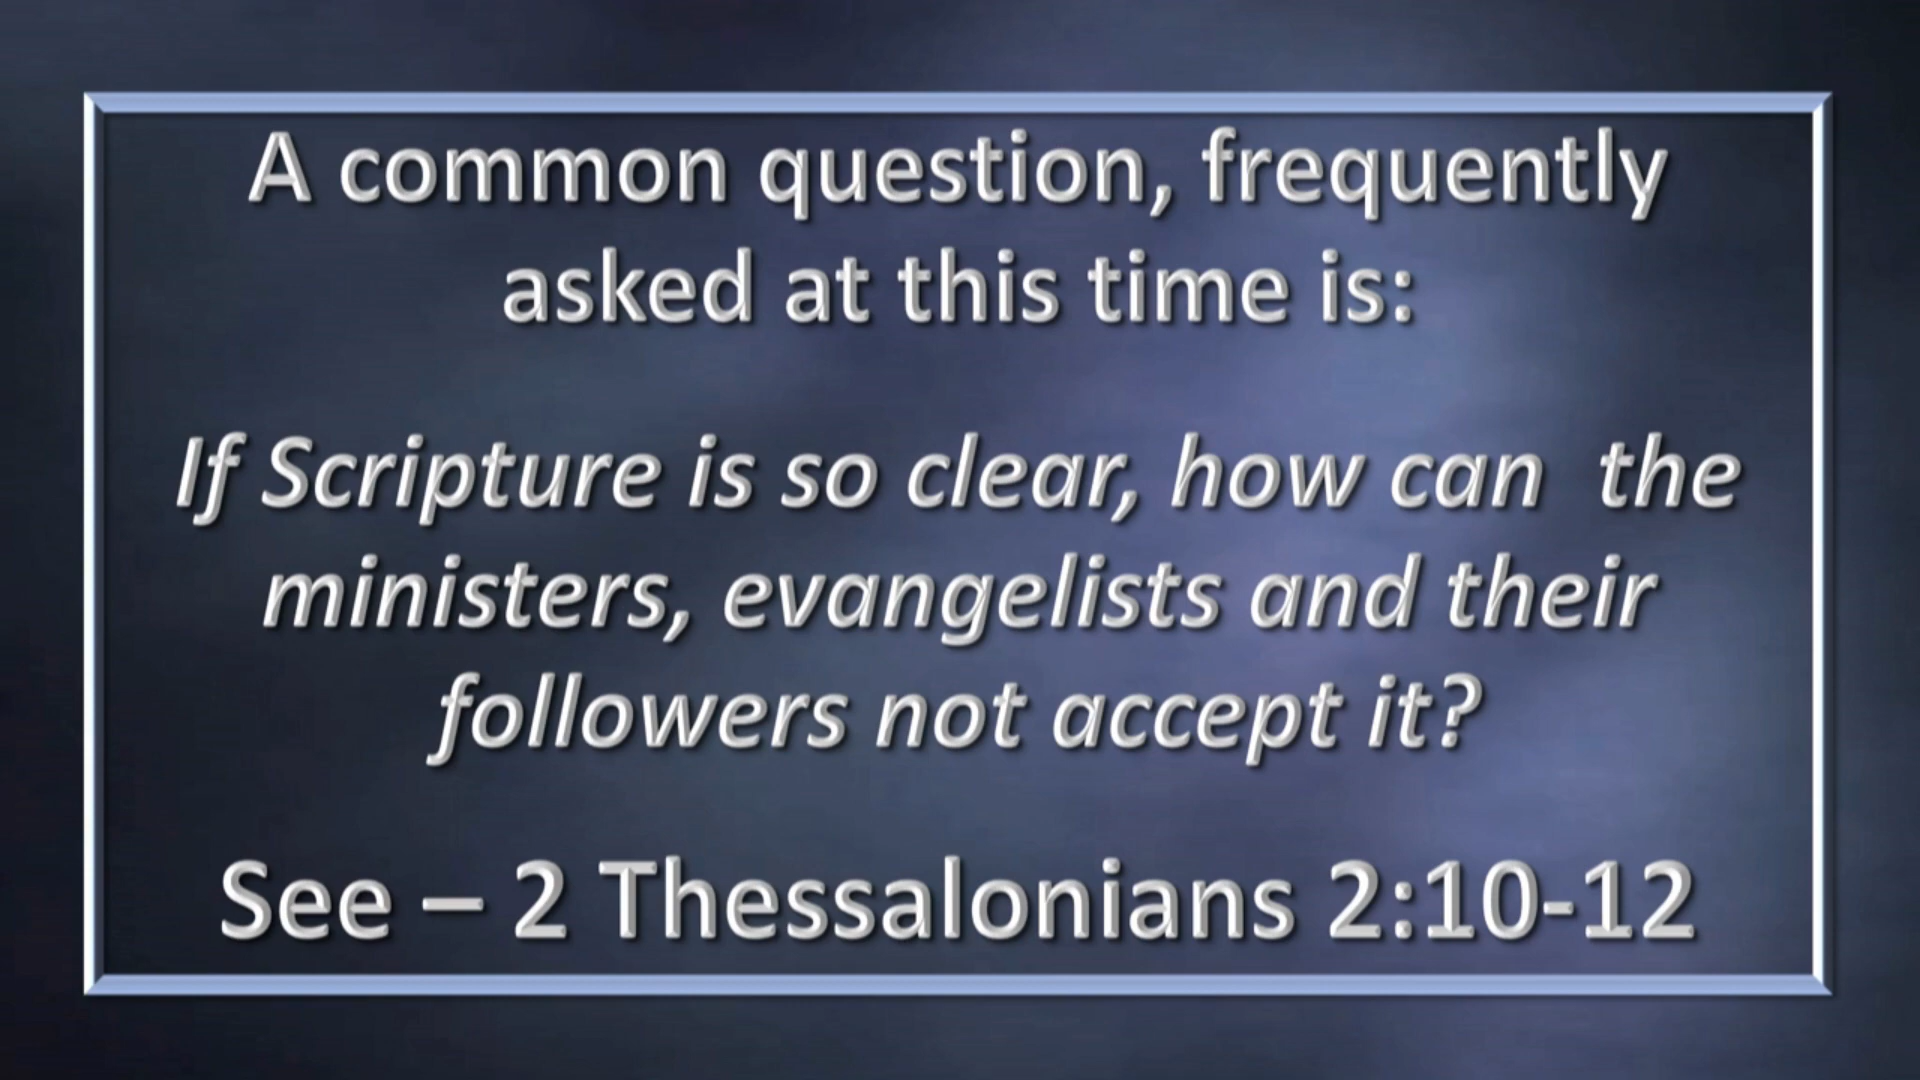 A common question, frequently
asked at this time is:
If Scripture is so clear, how can  the
ministers, evangelists and their
followers not accept it?
See – 2 Thessalonians 2:10-12